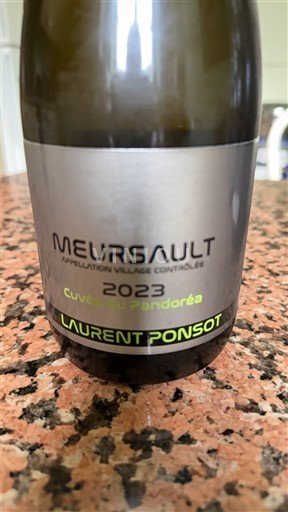 MEURSAULT
APPELLATION VILLAGE CONTRÔLÉE
2023
Cuvée du Pandoréa
LAURENT PONSOT